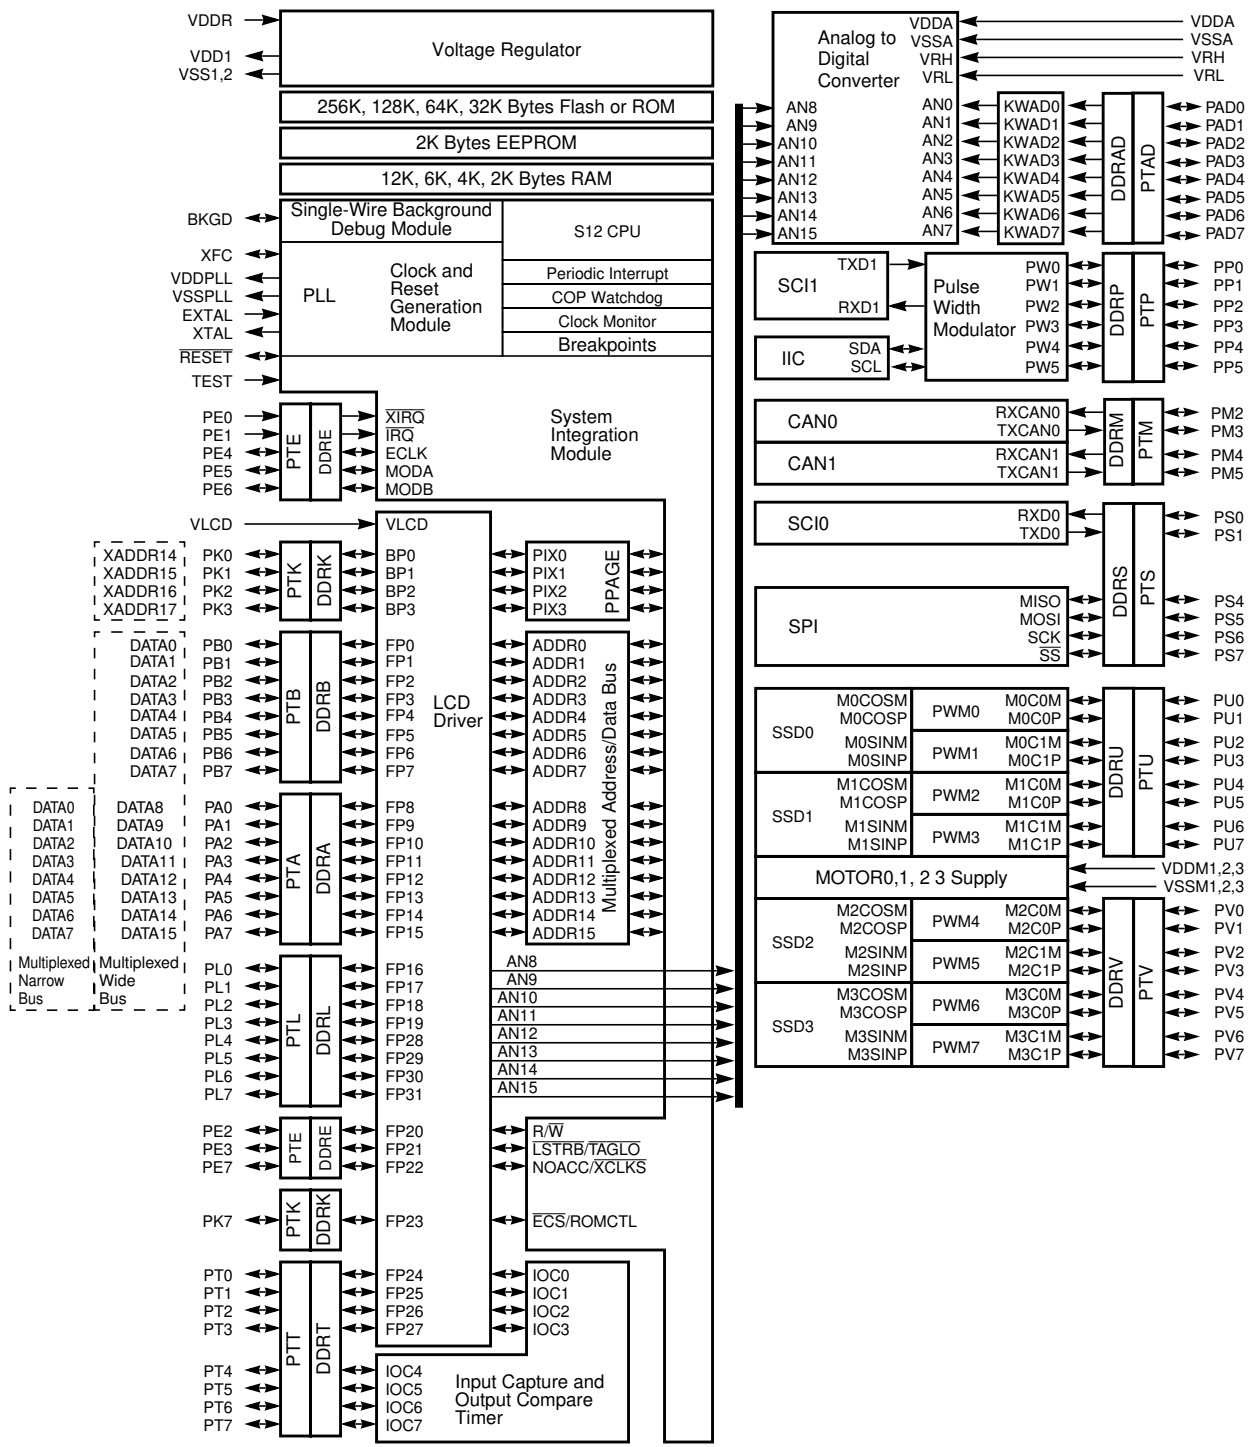 VDDR
VDD1
VSS1,2
Voltage Regulator
256K, 128K, 64K, 32K Bytes Flash or ROM
2K Bytes EEPROM
12K, 6K, 4K, 2K Bytes RAM
BKGD
XFC
VDDPLL
VSSPLL
EXTAL
XTAL
RESET
TEST
Single-Wire Background
Debug Module
S12 CPU
PLL
Clock and
Reset
Generation
Module
Periodic Interrupt
COP Watchdog
Clock Monitor
Breakpoints
System
Integration
Module
PE0
PE1
PE4
PE5
PE6
PTE
DDRE
XIRQ
IRQ
ECLK
MODA
MODB
VLCD
VLCD
XADDR14
XADDR15
XADDR16
XADDR17
PK0
PK1
PK2
PK3
PTK
DDRK
BP0
BP1
BP2
BP3
PIX0
PIX1
PIX2
PIX3
PPAGE
DATA0
DATA1
DATA2
DATA3
DATA4
DATA5
DATA6
DATA7
PB0
PB1
PB2
PB3
PB4
PB5
PB6
PB7
PTB
DDRB
FP0
FP1
FP2
FP3
FP4
FP5
FP6
FP7
LCD
Driver
ADDR0
ADDR1
ADDR2
ADDR3
ADDR4
ADDR5
ADDR6
ADDR7
Multiplexed Address/Data Bus
DATA0
DATA1
DATA2
DATA3
DATA4
DATA5
DATA6
DATA7
Multiplexed
Narrow
Bus
DATA8
DATA9
DATA10
DATA11
DATA12
DATA13
DATA14
DATA15
Multiplexed
Wide
Bus
PA0
PA1
PA2
PA3
PA4
PA5
PA6
PA7
PTA
DDRA
FP8
FP9
FP10
FP11
FP12
FP13
FP14
FP15
ADDR8
ADDR9
ADDR10
ADDR11
ADDR12
ADDR13
ADDR14
ADDR15
PL0
PL1
PL2
PL3
PL4
PL5
PL6
PL7
PTL
DDRL
FP16
FP17
FP18
FP19
FP28
FP29
FP30
FP31
AN8
AN9
AN10
AN11
AN12
AN13
AN14
AN15
PE2
PE3
PE7
PTE
DDRE
FP20
FP21
FP22
R/W
LSTRB/TAGLO
NOACC/XCLKS
PK7
PTK
DDRK
FP23
ECS/ROMCTL
PT0
PT1
PT2
PT3
PT4
PT5
PT6
PT7
PTT
DDRT
FP24
FP25
FP26
FP27
IOC0
IOC1
IOC2
IOC3
IOC4
IOC5
IOC6
IOC7
Input Capture and
Output Compare
Timer
Analog to
Digital
Converter
VDDA
VSSA
VRH
VRL
VDDA
VSSA
VRH
VRL
AN8
AN9
AN10
AN11
AN12
AN13
AN14
AN15
AN0
AN1
AN2
AN3
AN4
AN5
AN6
AN7
KWAD0
KWAD1
KWAD2
KWAD3
KWAD4
KWAD5
KWAD6
KWAD7
DDRAD
PTAD
PAD0
PAD1
PAD2
PAD3
PAD4
PAD5
PAD6
PAD7
SCI1
TXD1
RXD1
IIC
SDA
SCL
Pulse
Width
Modulator
PW0
PW1
PW2
PW3
PW4
PW5
DDRP
PTP
PP0
PP1
PP2
PP3
PP4
PP5
CAN0
RXCAN0
TXCAN0
CAN1
RXCAN1
TXCAN1
DDRM
PTM
PM2
PM3
PM4
PM5
SCI0
RXD0
TXD0
SPI
MISO
MOSI
SCK
SS
DDRS
PTS
PS0
PS1
PS4
PS5
PS6
PS7
SSD0
M0COSM
M0COSP
M0SINM
M0SINP
PWM0
PWM1
M0C0M
M0C0P
M0C1M
M0C1P
SSD1
M1COSM
M1COSP
M1SINM
M1SINP
PWM2
PWM3
M1C0M
M1C0P
M1C1M
M1C1P
DDRU
PTU
PU0
PU1
PU2
PU3
PU4
PU5
PU6
PU7
MOTOR0,1, 2 3 Supply
VDDM1,2,3
VSSM1,2,3
SSD2
M2COSM
M2COSP
M2SINM
M2SINP
PWM4
PWM5
M2C0M
M2C0P
M2C1M
M2C1P
SSD3
M3COSM
M3COSP
M3SINM
M3SINP
PWM6
PWM7
M3C0M
M3C0P
M3C1M
M3C1P
DDRV
PTV
PV0
PV1
PV2
PV3
PV4
PV5
PV6
PV7